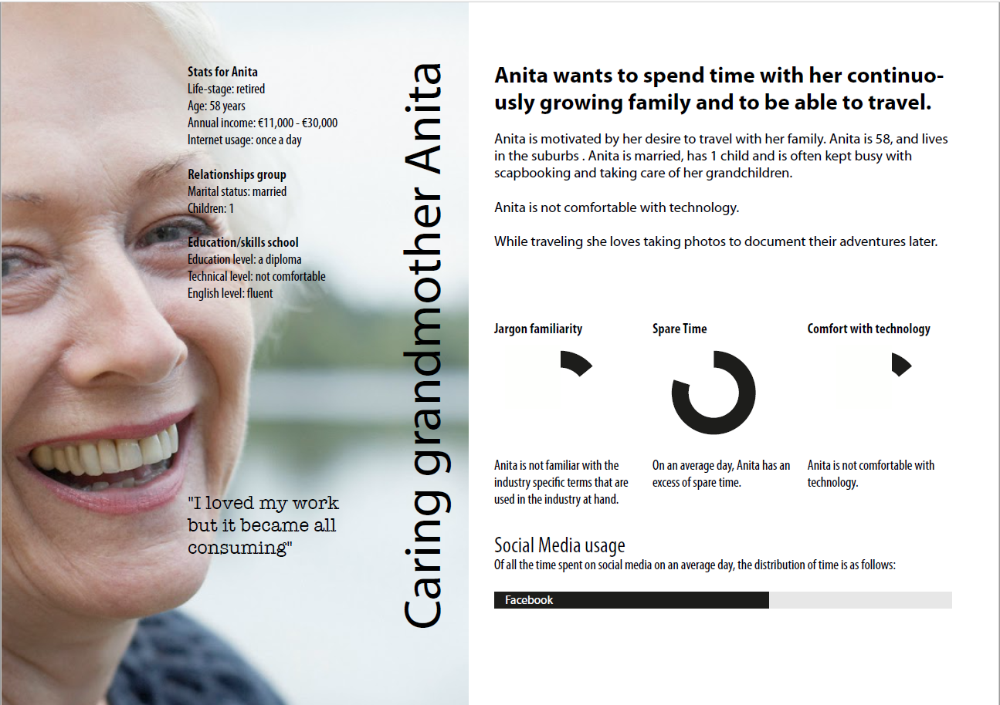 Stats for Anita
Life-stage: retired
Age: 58 years
Annual income: €11,000 - €30,000
Internet usage: once a day
Relationships group
Marital status: married
Children: 1
Education/skills school
Education level: a diploma
Technical level: not comfortable
English level: fluent
"I loved my work
but it became all
consuming"
Caring grandmother Anita
Anita wants to spend time with her continuo-
usly growing family and to be able to travel.
Anita is motivated by her desire to travel with her family. Anita is 58, and lives
in the suburbs . Anita is married, has 1 child and is often kept busy with
scapbooking and taking care of her grandchildren.
Anita is not comfortable with technology.
While traveling she loves taking photos to document their adventures later.
Jargon familiarity
Anita is not familiar with the
industry specific terms that are
used in the industry at hand.
Spare Time
On an average day, Anita has an
excess of spare time.
Comfort with technology
Anita is not comfortable with
technology.
Social Media usage
Of all the time spent on social media on an average day, the distribution of time is as follows:
Facebook